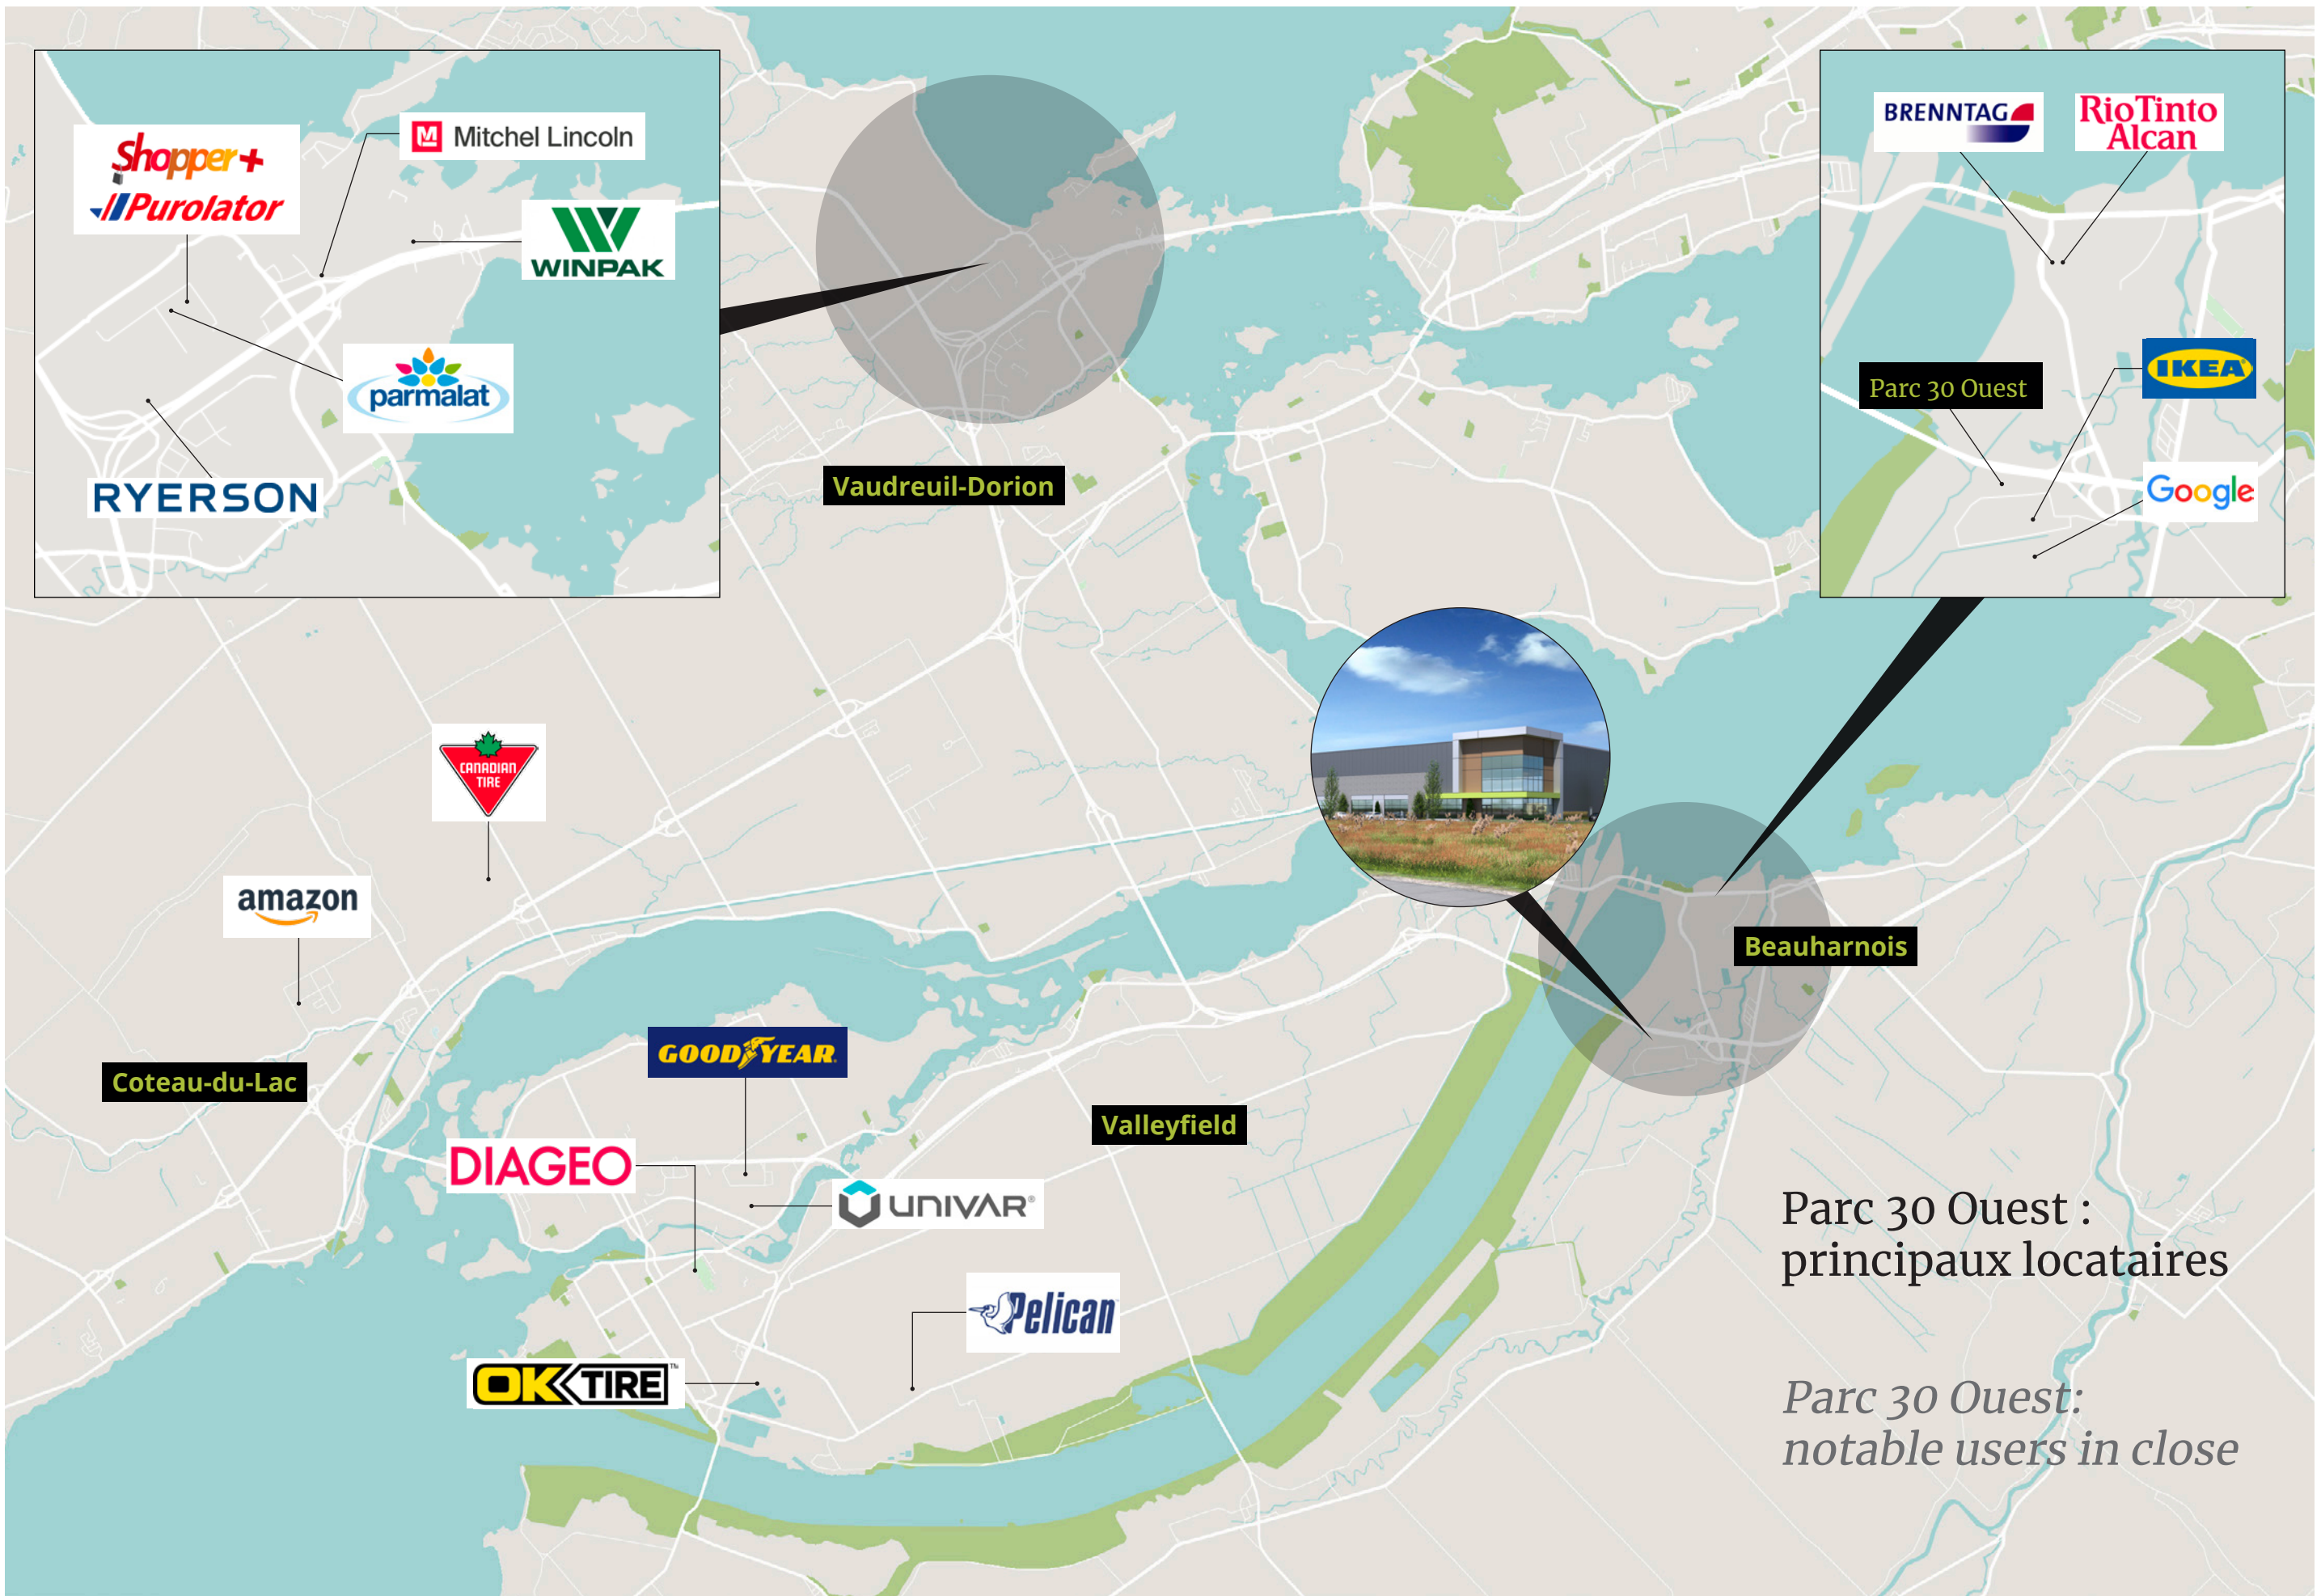 Shopper+
Purolator
M Mitchel Lincoln
WINPAK
parmalat
RYERSON
BRENNTAG
RioTinto
Alcan
Parc 30 Ouest
IKEA
Google
Vaudreuil-Dorion
CANADIAN
TIRE
amazon
Beauharnois
Coteau-du-Lac
GOODYEAR
Valleyfield
DIAGEO
UNIVAR®
Pelican
OK TIRE™
Parc 30 Ouest :
principaux locataires
Parc 30 Ouest:
notable users in close